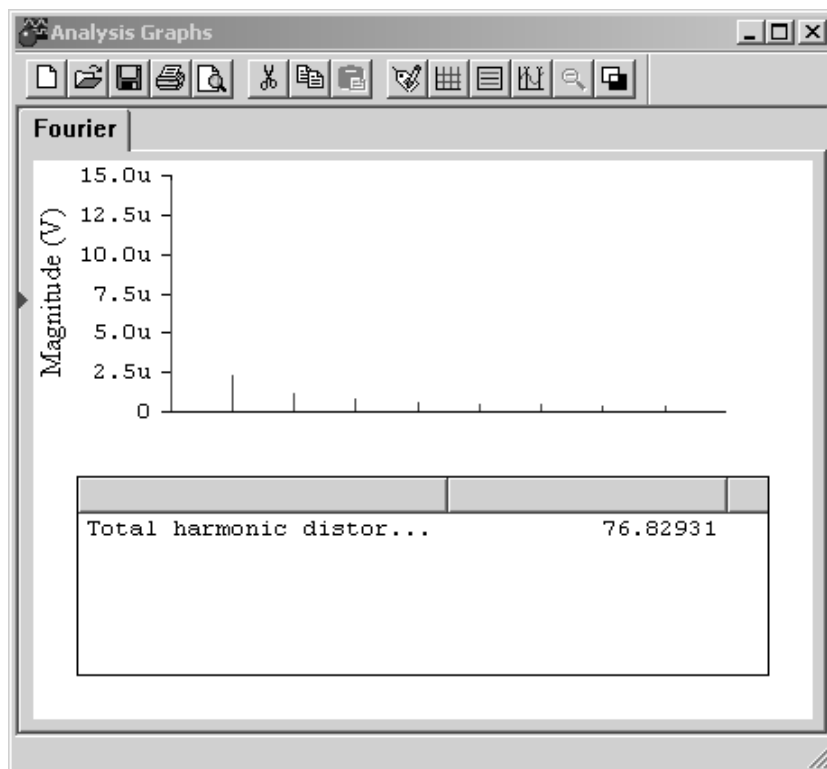 Analysis Graphs
Fourier
Magnitude (V)
15.0u
12.5u
10.0u
7.5u
5.0u
2.5u
0
Total harmonic distor... 76.82931